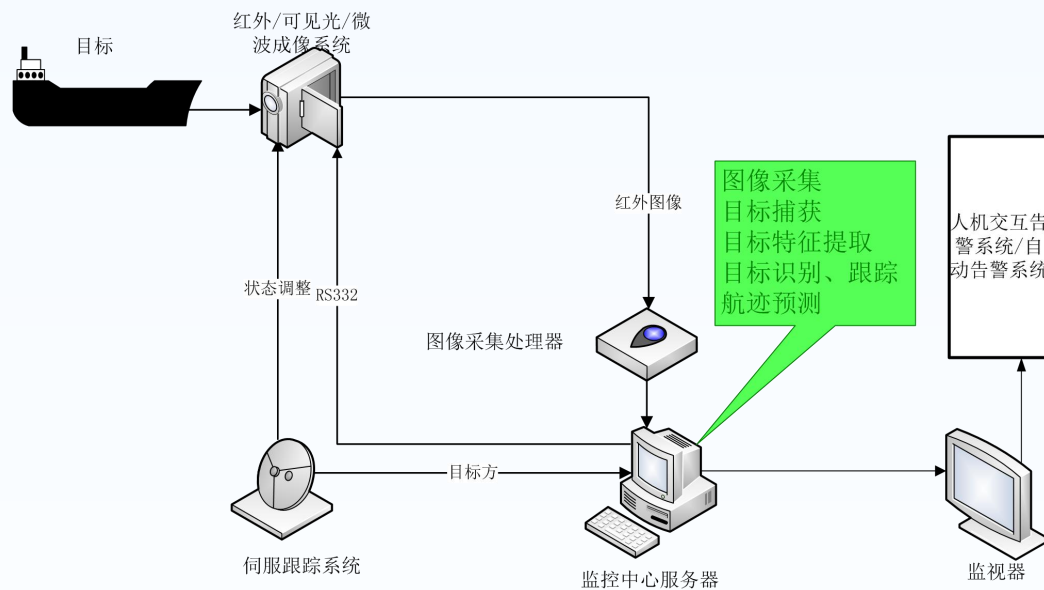 目标
红外/可见光/微
波成像系统
红外图像
图像采集
目标捕获
目标特征提取
目标识别、跟踪
航迹预测
人机交互告
警系统/自
动告警系统
状态调整
RS332
图像采集处理器
目标方
伺服跟踪系统
监控中心服务器
监视器